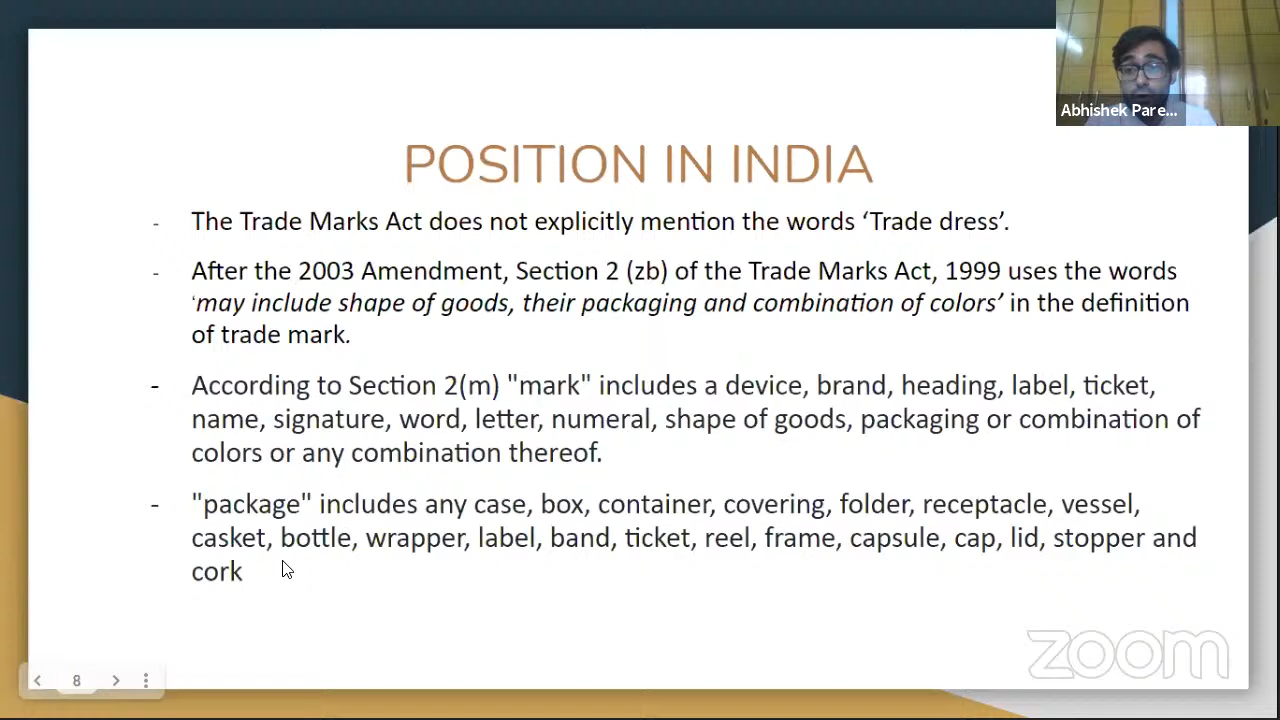 Abhishek Pare...
POSITION IN INDIA
- The Trade Marks Act does not explicitly mention the words ‘Trade dress’.
- After the 2003 Amendment, Section 2 (zb) of the Trade Marks Act, 1999 uses the words
‘may include shape of goods, their packaging and combination of colors’ in the definition
of trade mark.
- According to Section 2(m) "mark" includes a device, brand, heading, label, ticket,
name, signature, word, letter, numeral, shape of goods, packaging or combination of
colors or any combination thereof.
- "package" includes any case, box, container, covering, folder, receptacle, vessel,
casket, bottle, wrapper, label, band, ticket, reel, frame, capsule, cap, lid, stopper and
cork
zoom
8